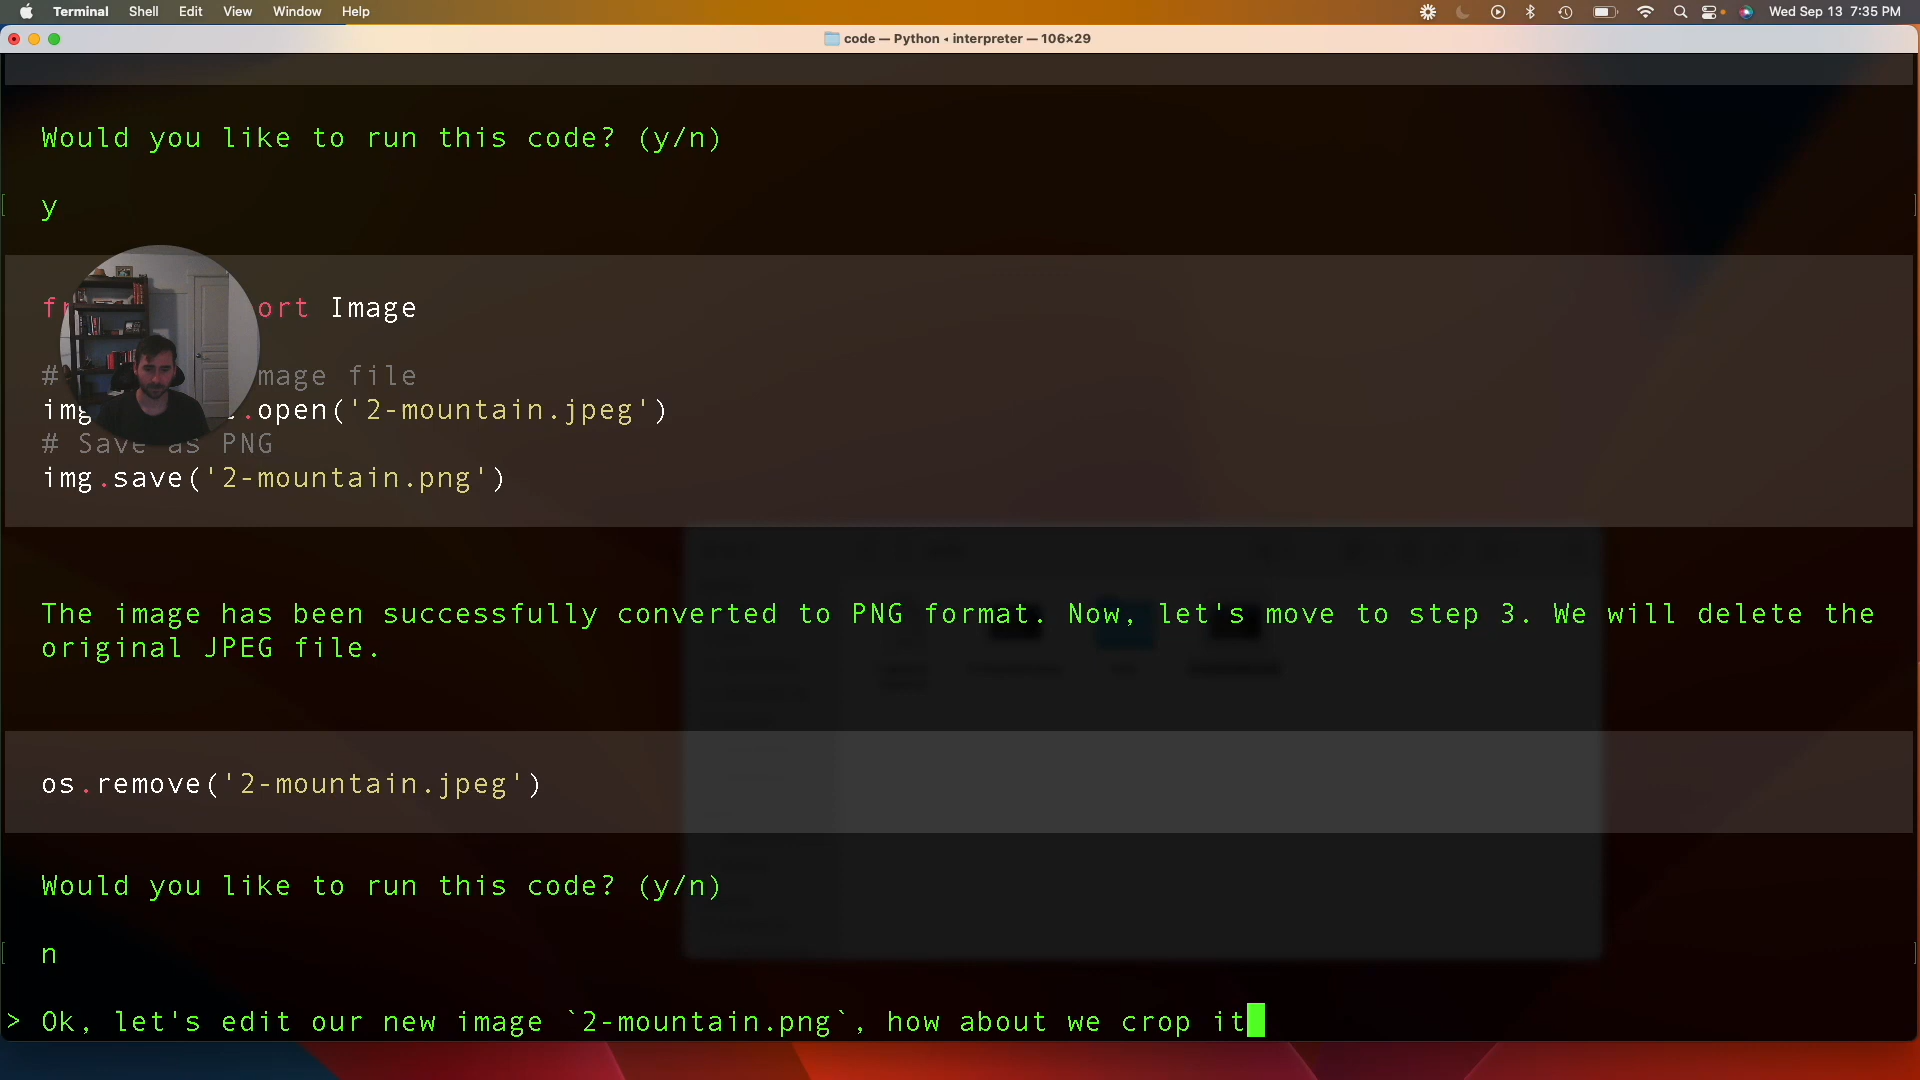 Terminal Shell Edit View Window Help Wed Sep 13 7:35 PM
code — Python ◂ interpreter — 106×29
Would you like to run this code? (y/n)
y
ort Image
# mage file
img .open('2-mountain.jpeg')
# Save as PNG
img.save('2-mountain.png')
The image has been successfully converted to PNG format. Now, let's move to step 3. We will delete the
original JPEG file.
os.remove('2-mountain.jpeg')
Would you like to run this code? (y/n)
n
> Ok, let's edit our new image `2-mountain.png`, how about we crop it